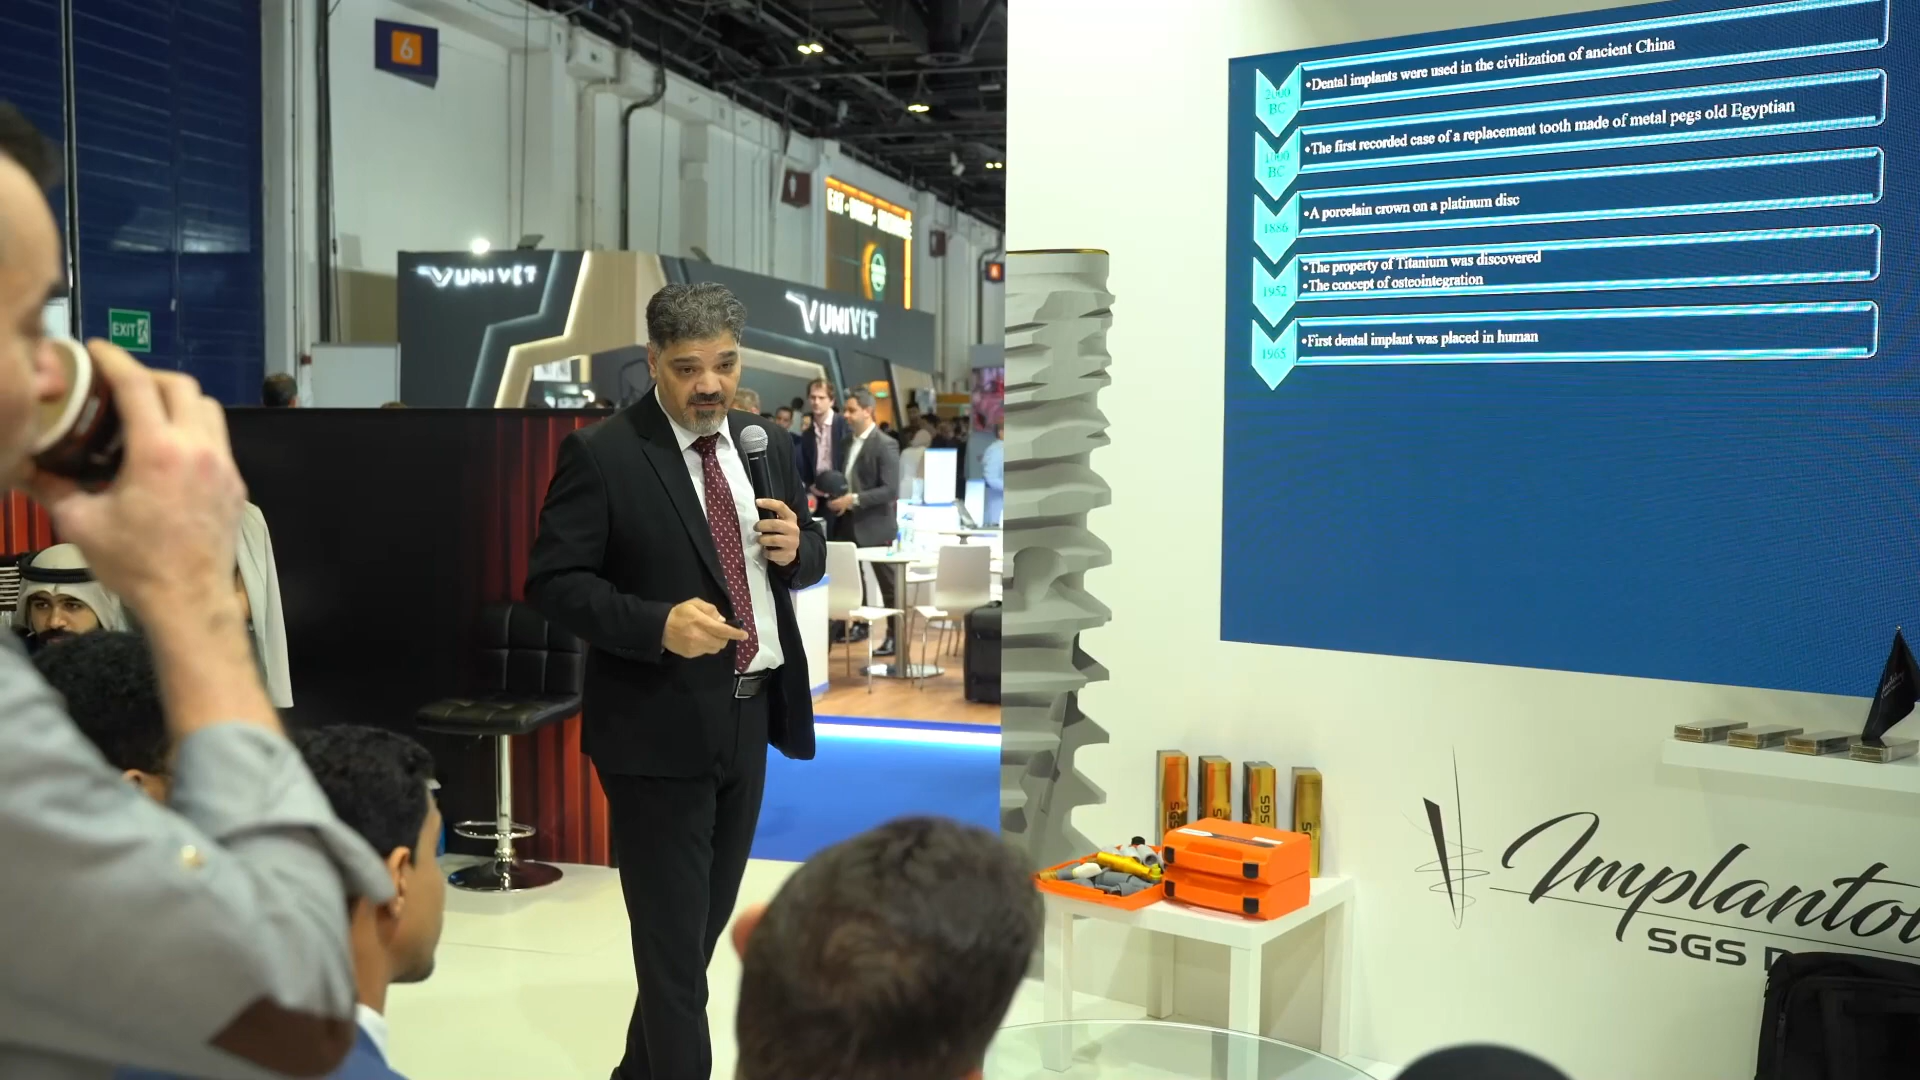 6
EXIT
UNIVET
UNIVET
2000 BC
•Dental implants were used in the civilization of ancient China
1000 BC
•The first recorded case of a replacement tooth made of metal pegs old Egyptian
1886
•A porcelain crown on a platinum disc
1952
•The property of Titanium was discovered
•The concept of osteointegration
1965
•First dental implant was placed in human
SGS
SGS
SGS
Implantol
SGS D